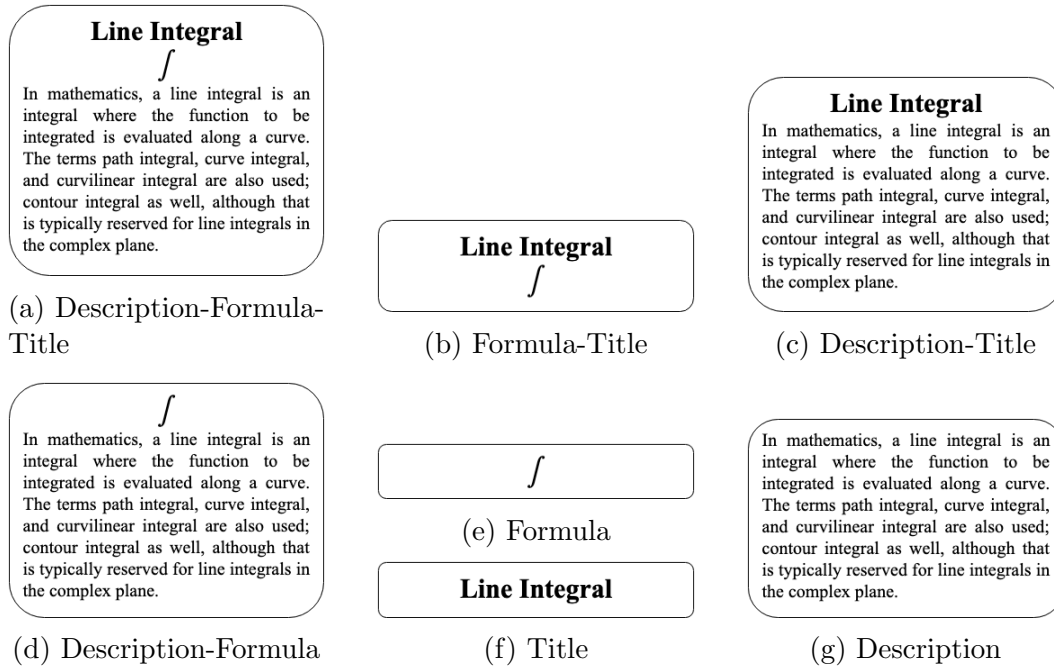 Line Integral
∫
In mathematics, a line integral is an
integral where the function to be
integrated is evaluated along a curve.
The terms path integral, curve integral,
and curvilinear integral are also used;
contour integral as well, although that
is typically reserved for line integrals in
the complex plane.
(a) Description-Formula-
Title
Line Integral
∫
(b) Formula-Title
Line Integral
In mathematics, a line integral is an
integral where the function to be
integrated is evaluated along a curve.
The terms path integral, curve integral,
and curvilinear integral are also used;
contour integral as well, although that
is typically reserved for line integrals in
the complex plane.
(c) Description-Title
∫
In mathematics, a line integral is an
integral where the function to be
integrated is evaluated along a curve.
The terms path integral, curve integral,
and curvilinear integral are also used;
contour integral as well, although that
is typically reserved for line integrals in
the complex plane.
(d) Description-Formula
∫
(e) Formula
Line Integral
(f) Title
In mathematics, a line integral is an
integral where the function to be
integrated is evaluated along a curve.
The terms path integral, curve integral,
and curvilinear integral are also used;
contour integral as well, although that
is typically reserved for line integrals in
the complex plane.
(g) Description